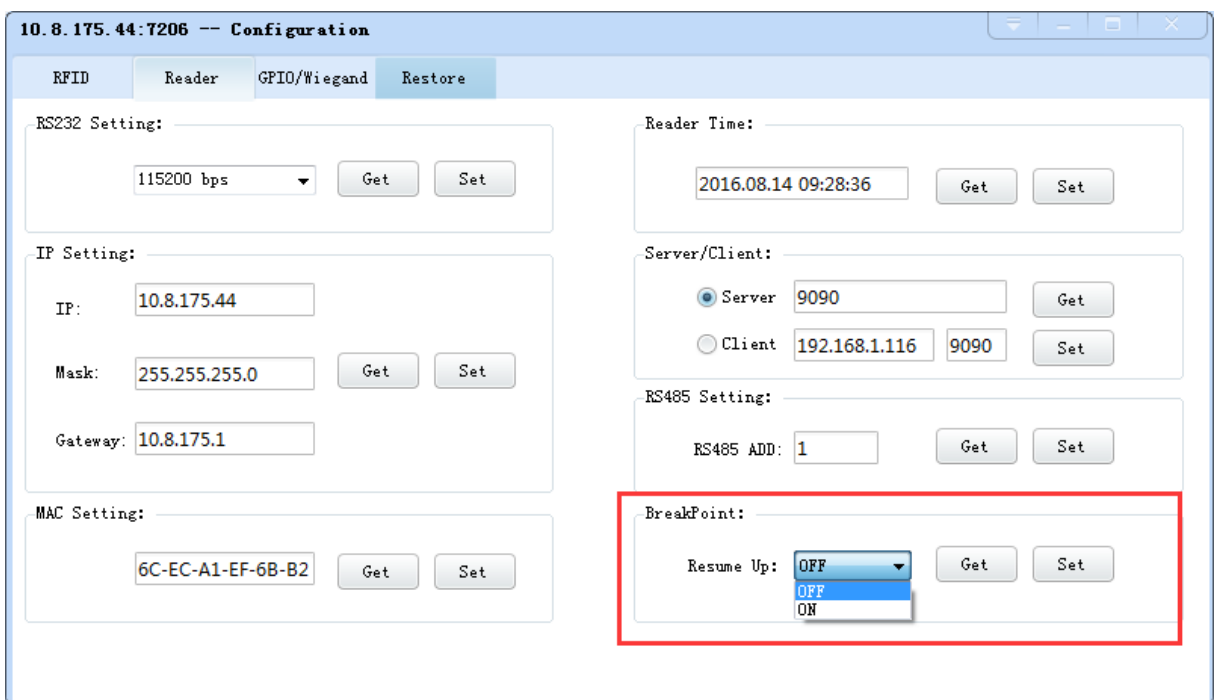 10.8.175.44:7206 -- Configuration
RFID Reader GPIO/Wiegand Restore
RS232 Setting:
115200 bps Get Set
IP Setting:
IP: 10.8.175.44
Mask: 255.255.255.0 Get Set
Gateway: 10.8.175.1
MAC Setting:
6C-EC-A1-EF-6B-B2 Get Set
Reader Time:
2016.08.14 09:28:36 Get Set
Server/Client:
Server 9090 Get
Client 192.168.1.116 9090 Set
RS485 Setting:
RS485 ADD: 1 Get Set
BreakPoint:
Resume Up: OFF Get Set
OFF
ON